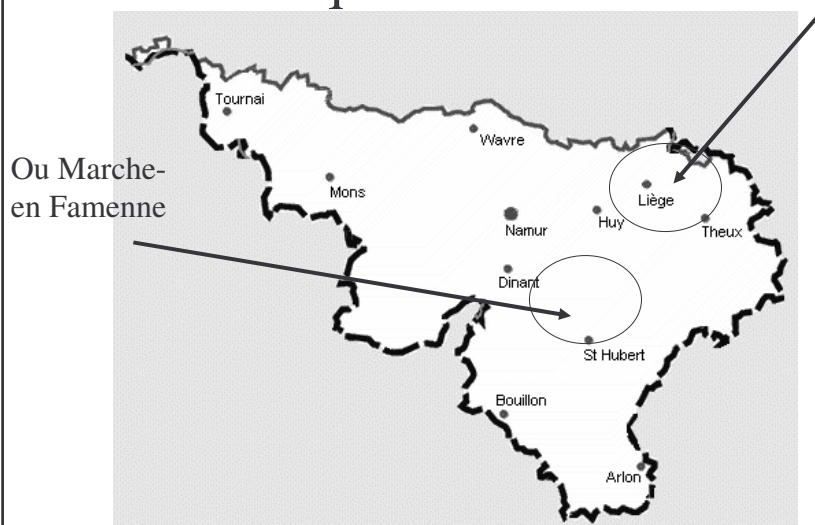 Tournai
Wavre
Ou Marche-
en Famenne
Mons
Liège
Namur
Huy
Theux
Dinant
St Hubert
Bouillon
Arlon